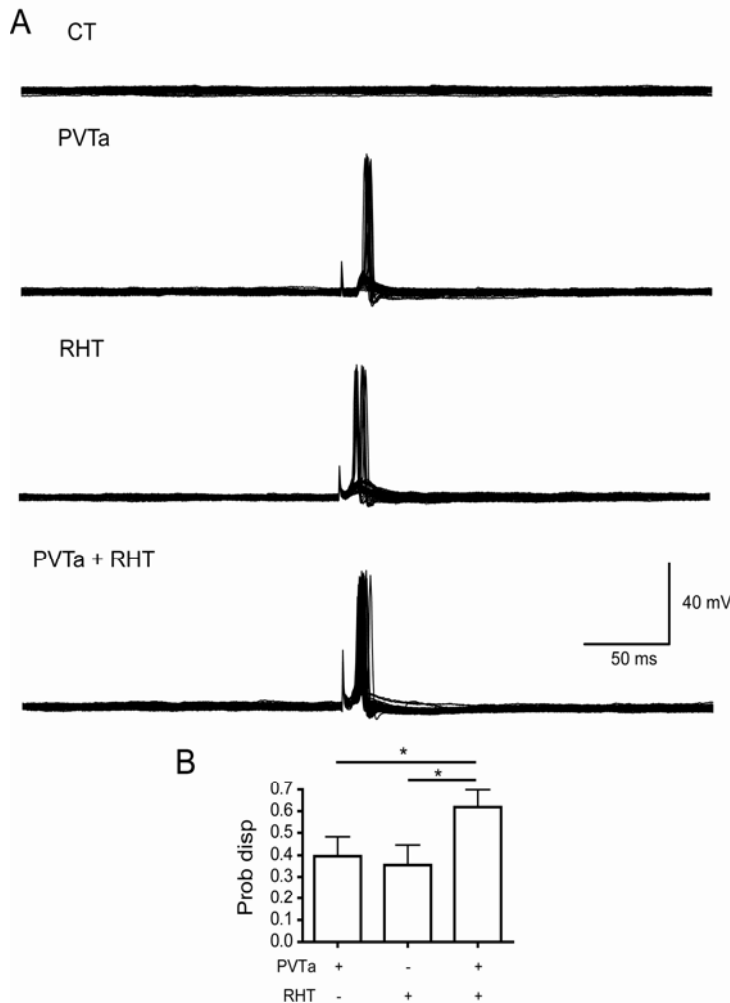 A
CT
PVTa
RHT
PVTa + RHT
40 mV
50 ms
B
*
*
Prob disp
0.7
0.6
0.5
0.4
0.3
0.2
0.1
0.0
PVTa + - +
RHT - + +